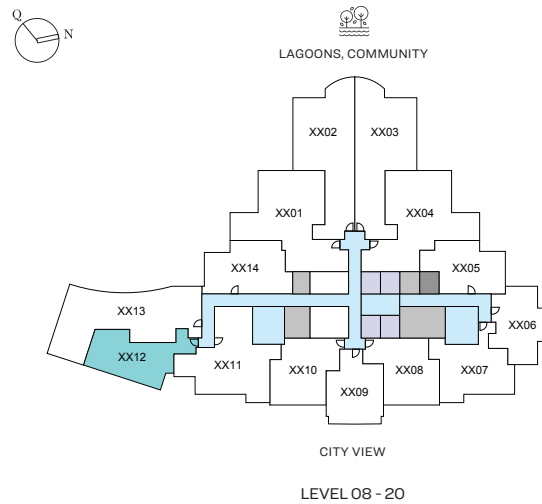 Q
N
LAGOONS, COMMUNITY
XX02 XX03
XX01 XX04
XX14 XX05
XX13 XX06
XX12
XX11 XX10 XX09 XX08 XX07
CITY VIEW
LEVEL 08 - 20